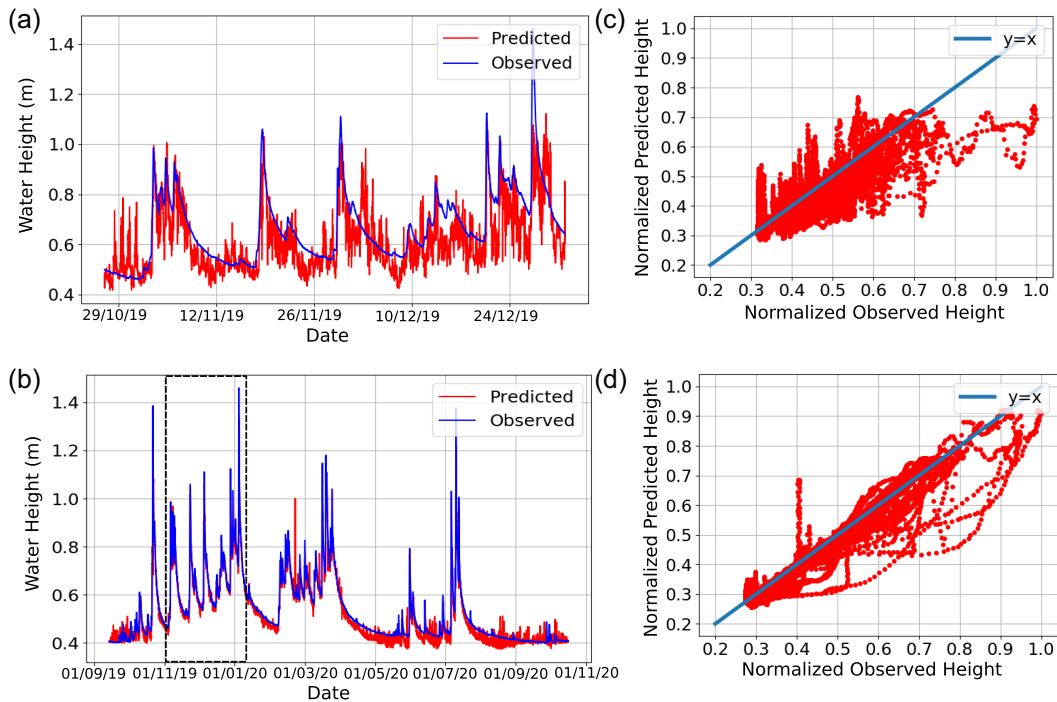 (a)
Water Height (m)
1.4
1.2
1.0
0.8
0.6
0.4
Predicted
Observed
29/10/19 12/11/19 26/11/19 10/12/19 24/12/19
Date
(c)
Normalized Predicted Height
1.0
0.9
0.8
0.7
0.6
0.5
0.4
0.3
0.2
y=x
0.2 0.3 0.4 0.5 0.6 0.7 0.8 0.9 1.0
Normalized Observed Height
(b)
Water Height (m)
1.4
1.2
1.0
0.8
0.6
0.4
Predicted
Observed
01/09/19 01/11/19 01/01/20 01/03/20 01/05/20 01/07/20 01/09/20 01/11/20
Date
(d)
Normalized Predicted Height
1.0
0.9
0.8
0.7
0.6
0.5
0.4
0.3
0.2
y=x
0.2 0.3 0.4 0.5 0.6 0.7 0.8 0.9 1.0
Normalized Observed Height